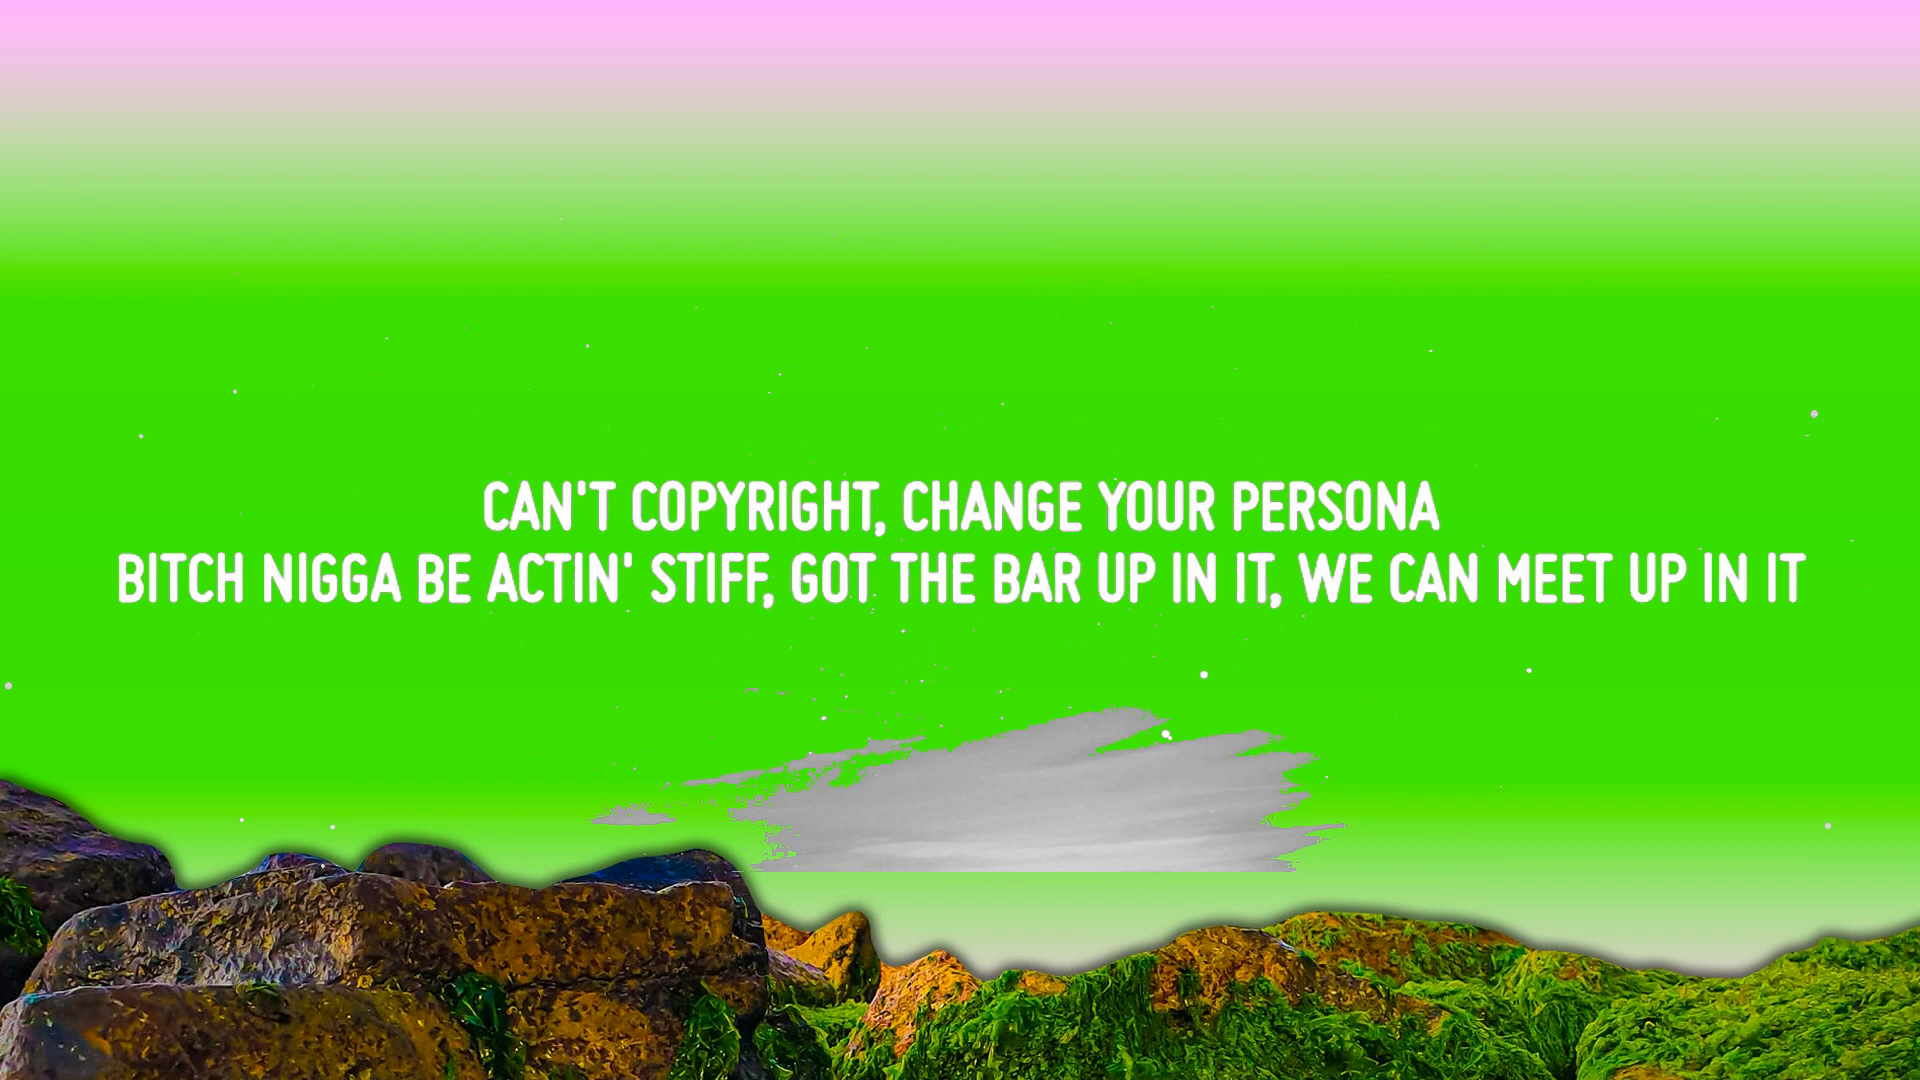 CAN'T COPYRIGHT, CHANGE YOUR PERSONA
BITCH NIGGA BE ACTIN' STIFF, GOT THE BAR UP IN IT, WE CAN MEET UP IN IT